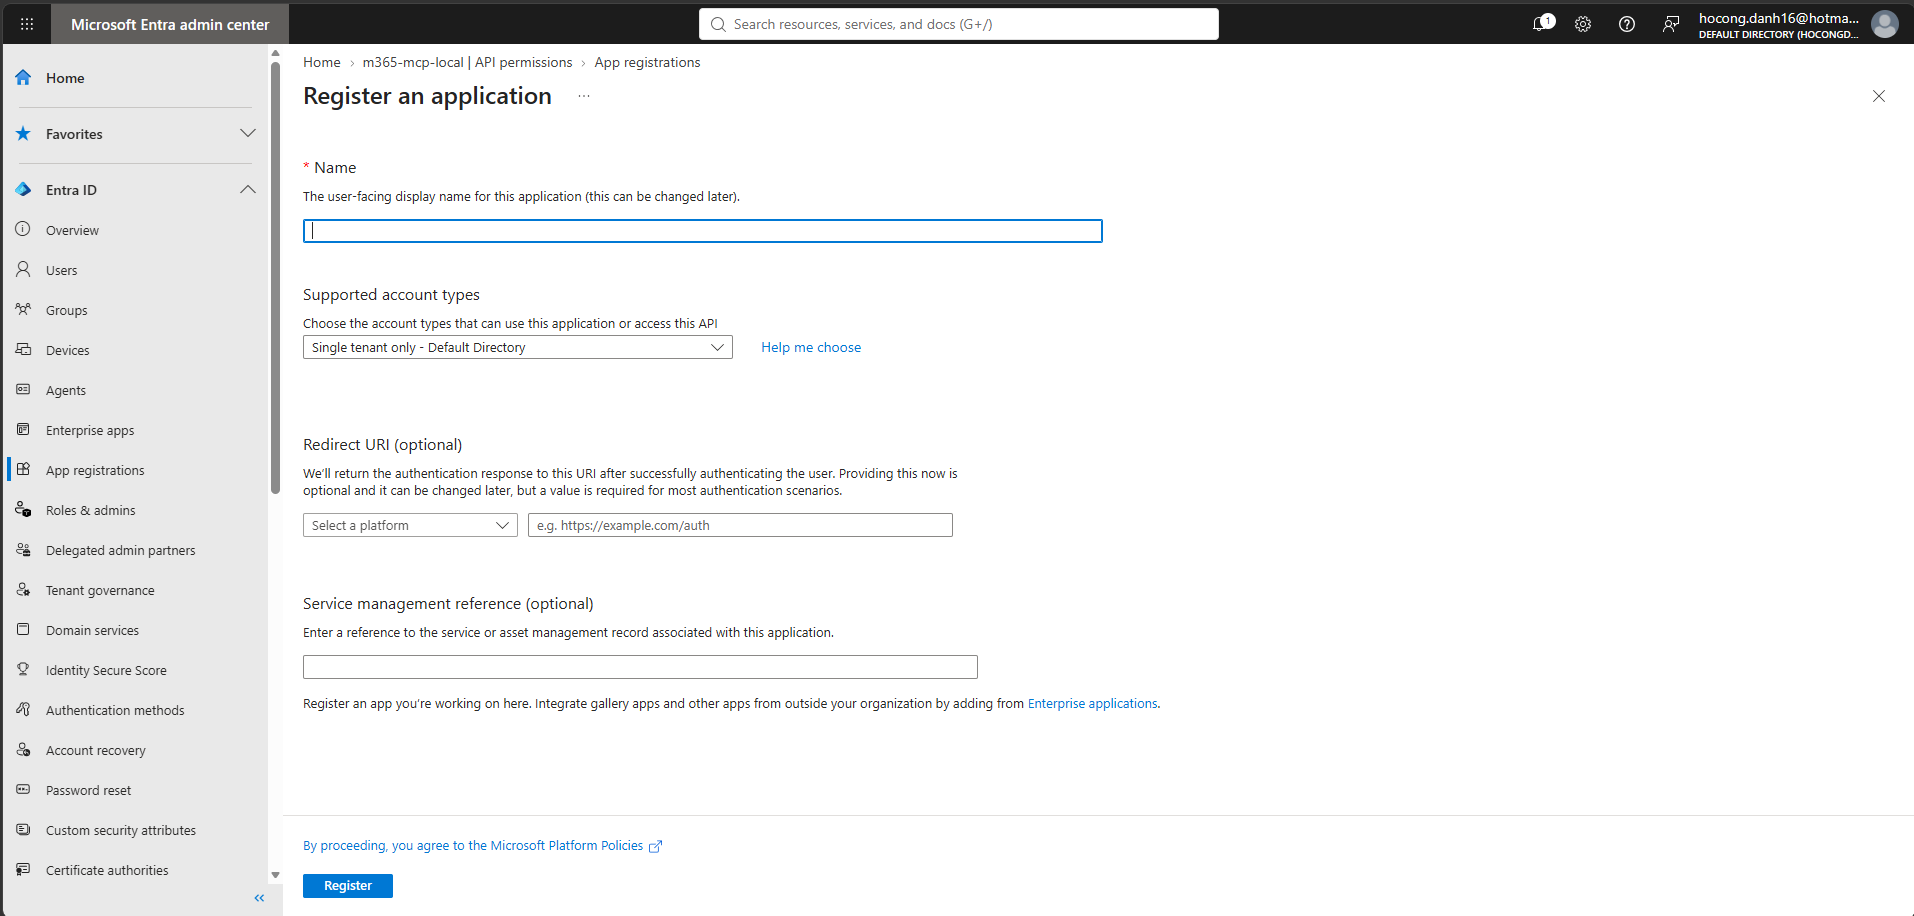 Microsoft Entra admin center
Search resources, services, and docs (G+/)
1
hocong.danh16@hotma...
DEFAULT DIRECTORY (HOCONGD...
Home
Favorites
Entra ID
Overview
Users
Groups
Devices
Agents
Enterprise apps
App registrations
Roles & admins
Delegated admin partners
Tenant governance
Domain services
Identity Secure Score
Authentication methods
Account recovery
Password reset
Custom security attributes
Certificate authorities
Home > m365-mcp-local | API permissions > App registrations
Register an application ...
* Name
The user-facing display name for this application (this can be changed later).
Supported account types
Choose the account types that can use this application or access this API
Single tenant only - Default Directory
Help me choose
Redirect URI (optional)
We'll return the authentication response to this URI after successfully authenticating the user. Providing this now is
optional and it can be changed later, but a value is required for most authentication scenarios.
Select a platform
e.g. https://example.com/auth
Service management reference (optional)
Enter a reference to the service or asset management record associated with this application.
Register an app you're working on here. Integrate gallery apps and other apps from outside your organization by adding from Enterprise applications.
By proceeding, you agree to the Microsoft Platform Policies
Register